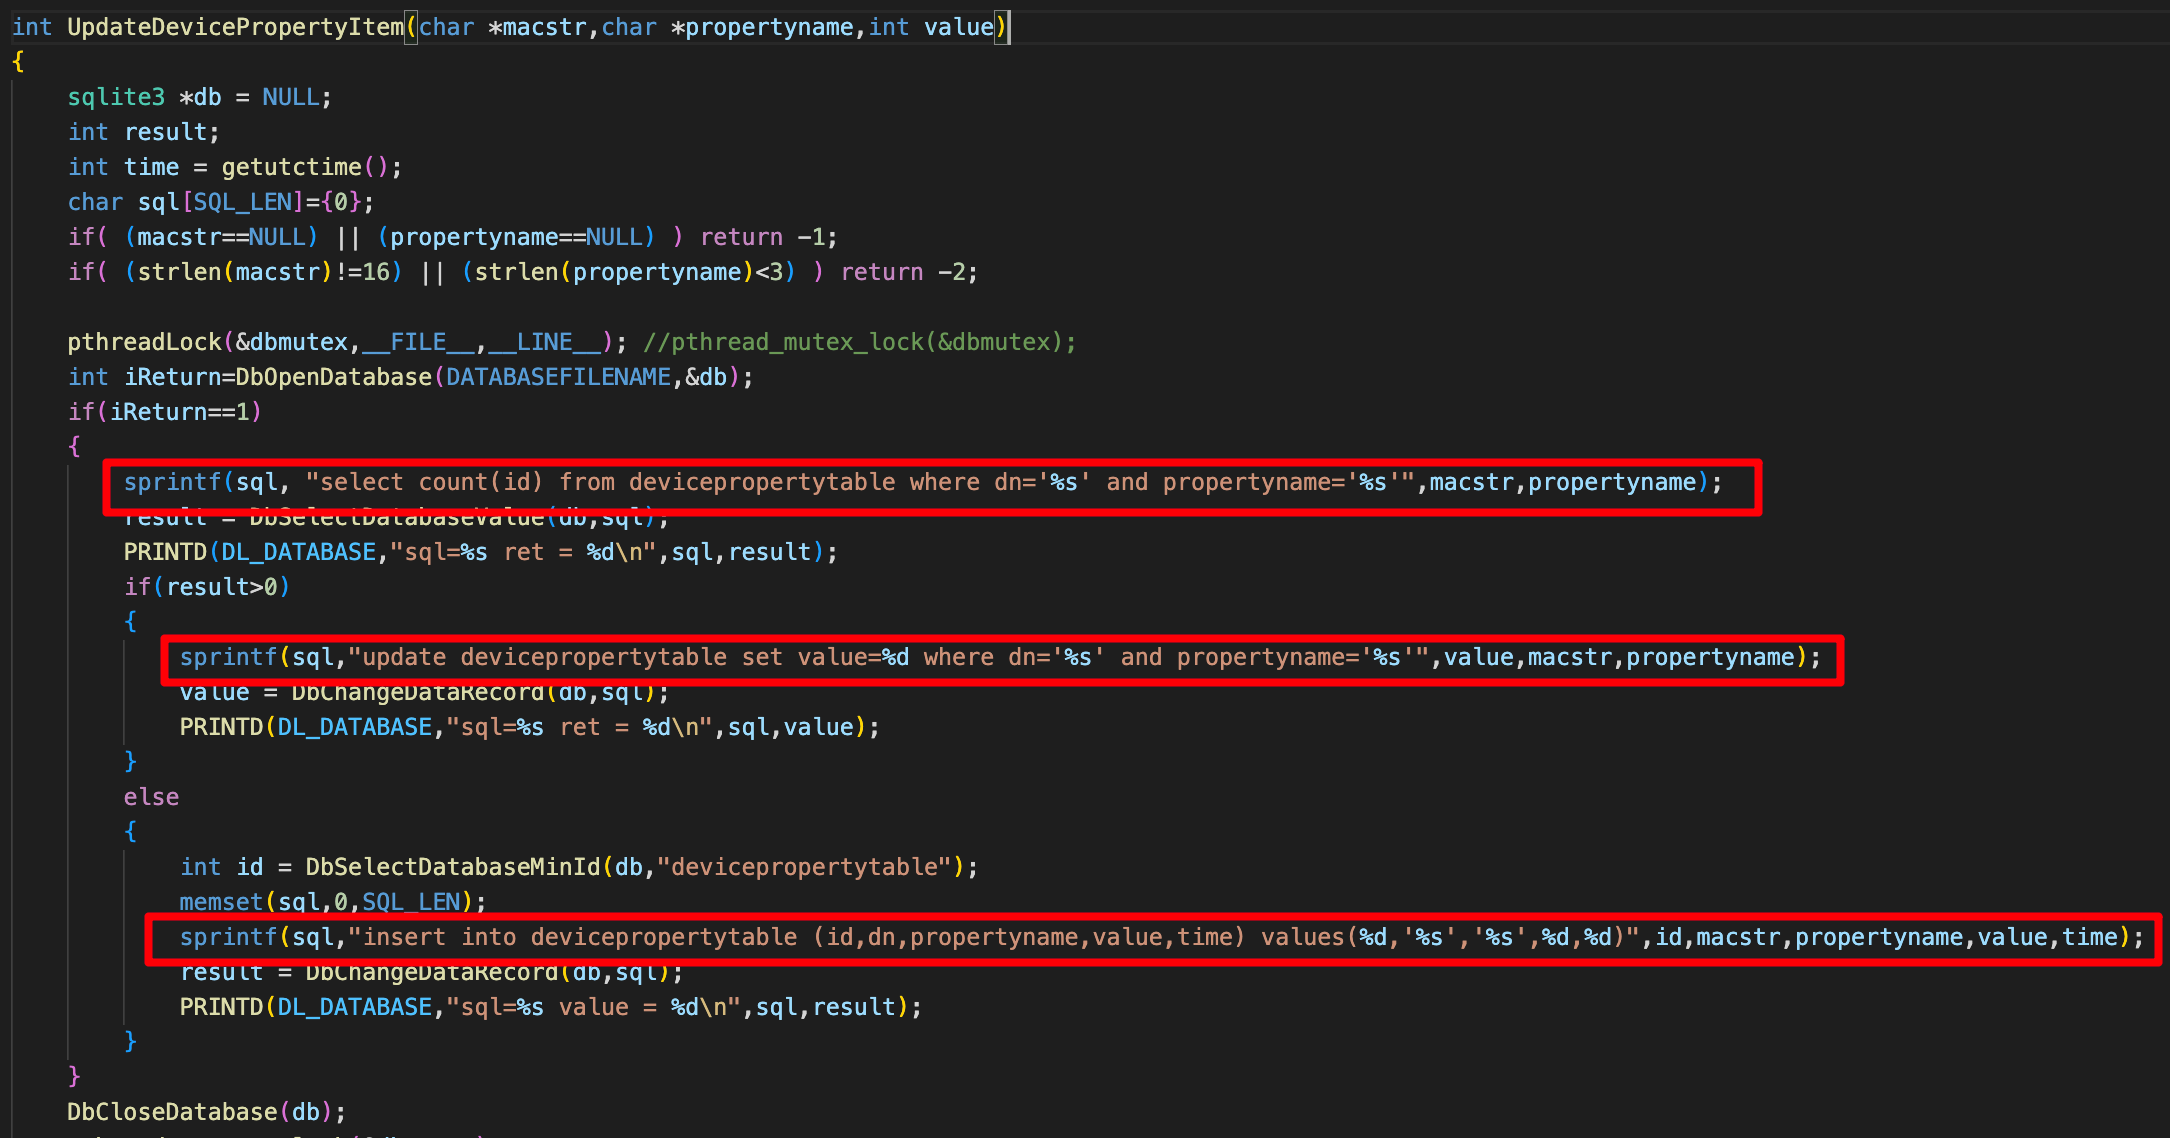 int UpdateDevicePropertyItem(char *macstr,char *propertyname,int value)
{
    sqlite3 *db = NULL;
    int result;
    int time = getutctime();
    char sql[SQL_LEN]={0};
    if( (macstr==NULL) || (propertyname==NULL) ) return -1;
    if( (strlen(macstr)!=16) || (strlen(propertyname)<3) ) return -2;

    pthreadLock(&dbmutex,__FILE__,__LINE__); //pthread_mutex_lock(&dbmutex);
    int iReturn=DbOpenDatabase(DATABASEFILENAME,&db);
    if(iReturn==1)
    {
        sprintf(sql, "select count(id) from devicepropertytable where dn='%s' and propertyname='%s'",macstr,propertyname);
        result = DbSelectDatabaseValue(db,sql);
        PRINTD(DL_DATABASE,"sql=%s ret = %d\n",sql,result);
        if(result>0)
        {
            sprintf(sql,"update devicepropertytable set value=%d where dn='%s' and propertyname='%s'",value,macstr,propertyname);
            value = DbChangeDataRecord(db,sql);
            PRINTD(DL_DATABASE,"sql=%s ret = %d\n",sql,value);
        }
        else
        {
            int id = DbSelectDatabaseMinId(db,"devicepropertytable");
            memset(sql,0,SQL_LEN);
            sprintf(sql,"insert into devicepropertytable (id,dn,propertyname,value,time) values(%d,'%s','%s',%d,%d)",id,macstr,propertyname,value,time);
            result = DbChangeDataRecord(db,sql);
            PRINTD(DL_DATABASE,"sql=%s value = %d\n",sql,result);
        }
    }
    DbCloseDatabase(db);